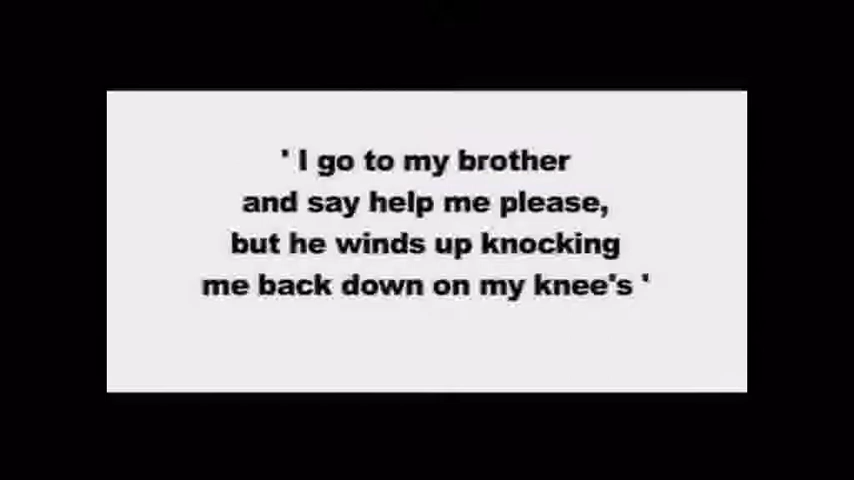 ' I go to my brother
and say help me please,
but he winds up knocking
me back down on my knee's '